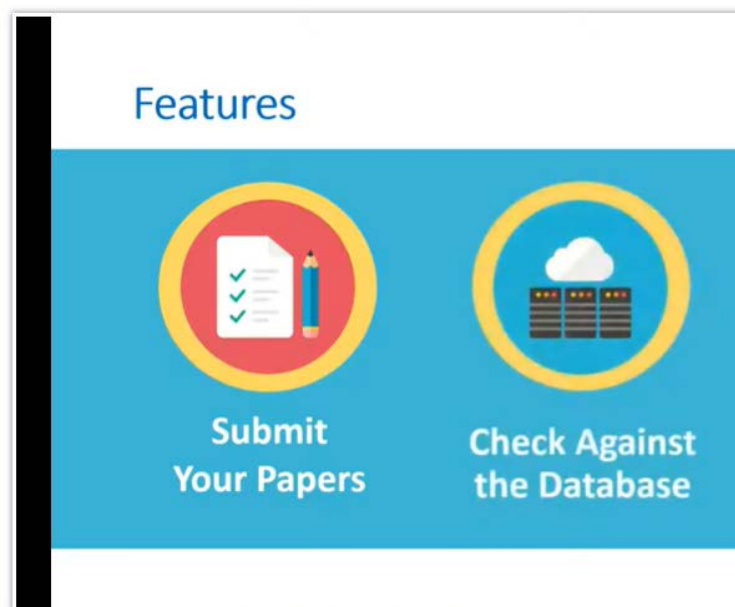 Features
Submit
Your Papers
Check Against
the Database